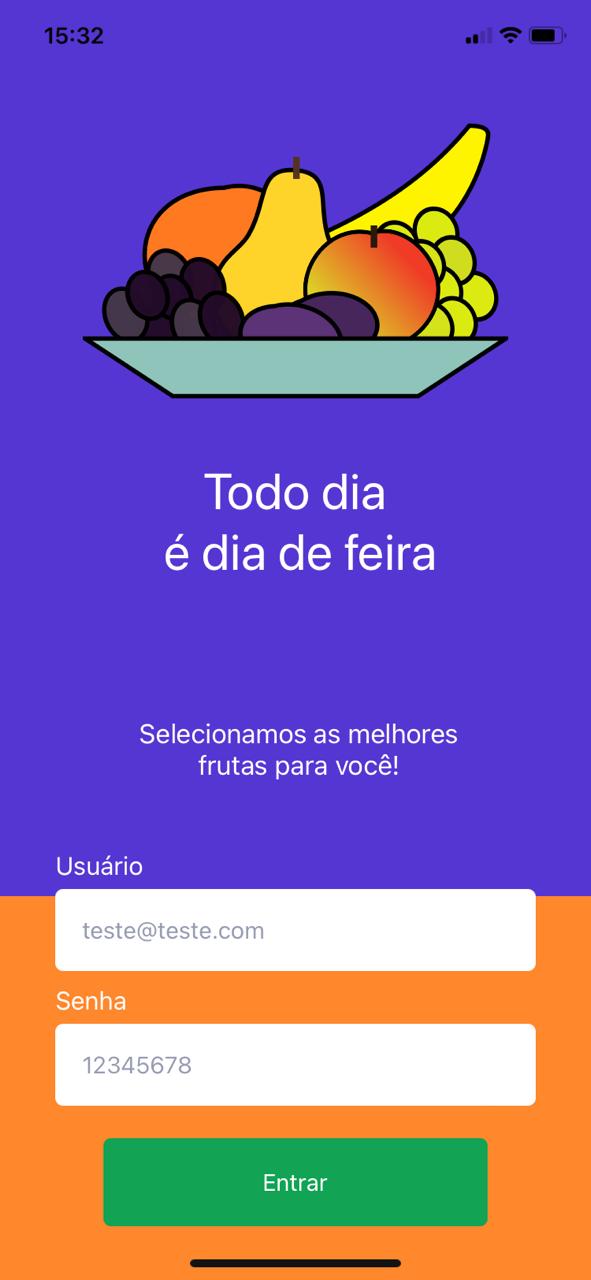 15:32
Todo dia
é dia de feira
Selecionamos as melhores
frutas para você!
Usuário
teste@teste.com
Senha
12345678
Entrar